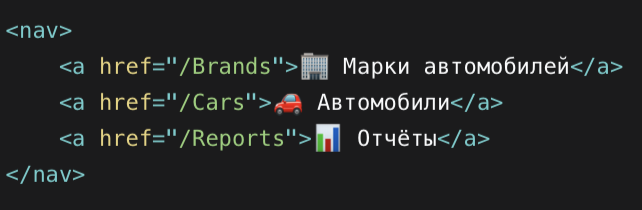 <nav>
    <a href="/Brands">🏢 Марки автомобилей</a>
    <a href="/Cars">🚗 Автомобили</a>
    <a href="/Reports">📊 Отчёты</a>
</nav>